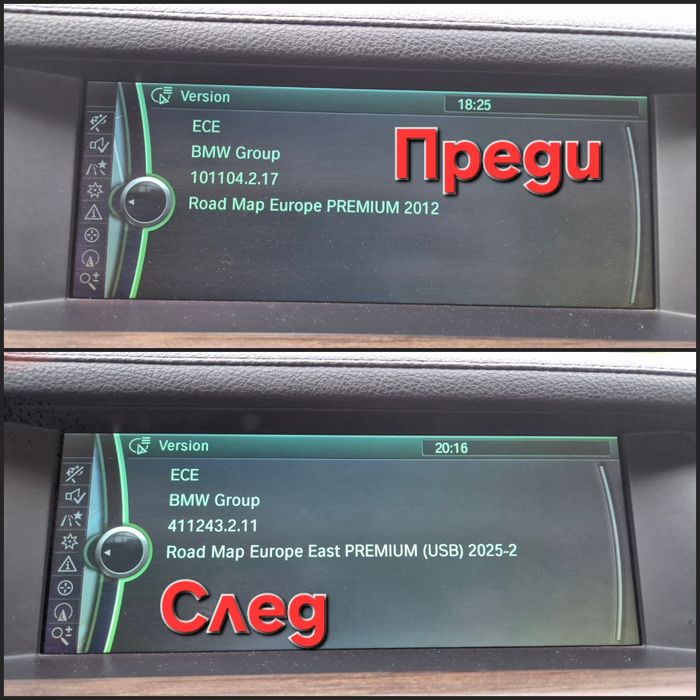 Version
18:25
ECE
BMW Group
101104.2.17
Road Map Europe PREMIUM 2012
Преди
Version
20:16
ECE
BMW Group
411243.2.11
Road Map Europe East PREMIUM (USB) 2025-2
След